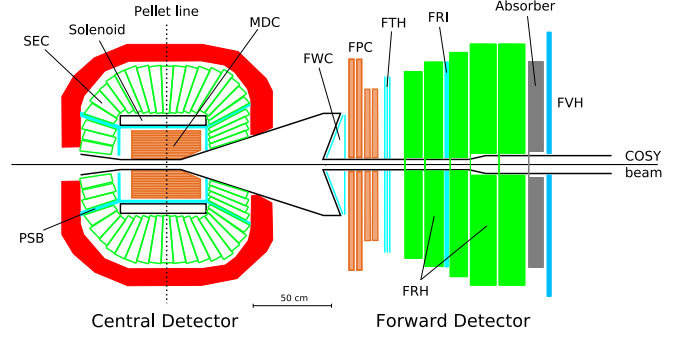 Pellet line
Absorber
Solenoid
MDC
FTH
FRI
SEC
FWC
FPC
FVH
COSY
beam
PSB
FRH
50 cm
Central Detector
Forward Detector